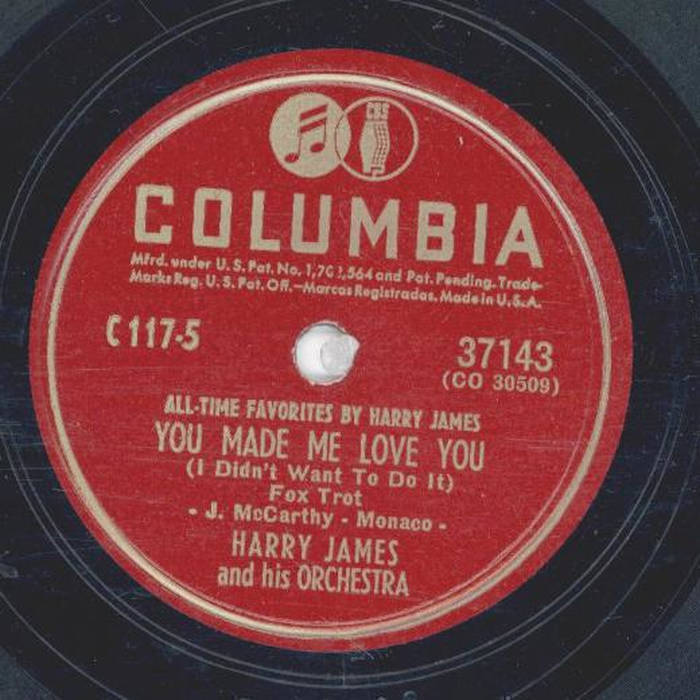 CBS
COLUMBIA
Mfrd. under U. S. Pat. No. 1,702,564 and Pat. Pending. Trade-
Marks Reg. U. S. Pat. Off.—Marcas Registradas. Made in U.S.A.
C 117-5
37143
(CO 30509)
ALL-TIME FAVORITES BY HARRY JAMES
YOU MADE ME LOVE YOU
(I Didn't Want To Do It)
Fox Trot
- J. McCarthy - Monaco -
HARRY JAMES
and his ORCHESTRA